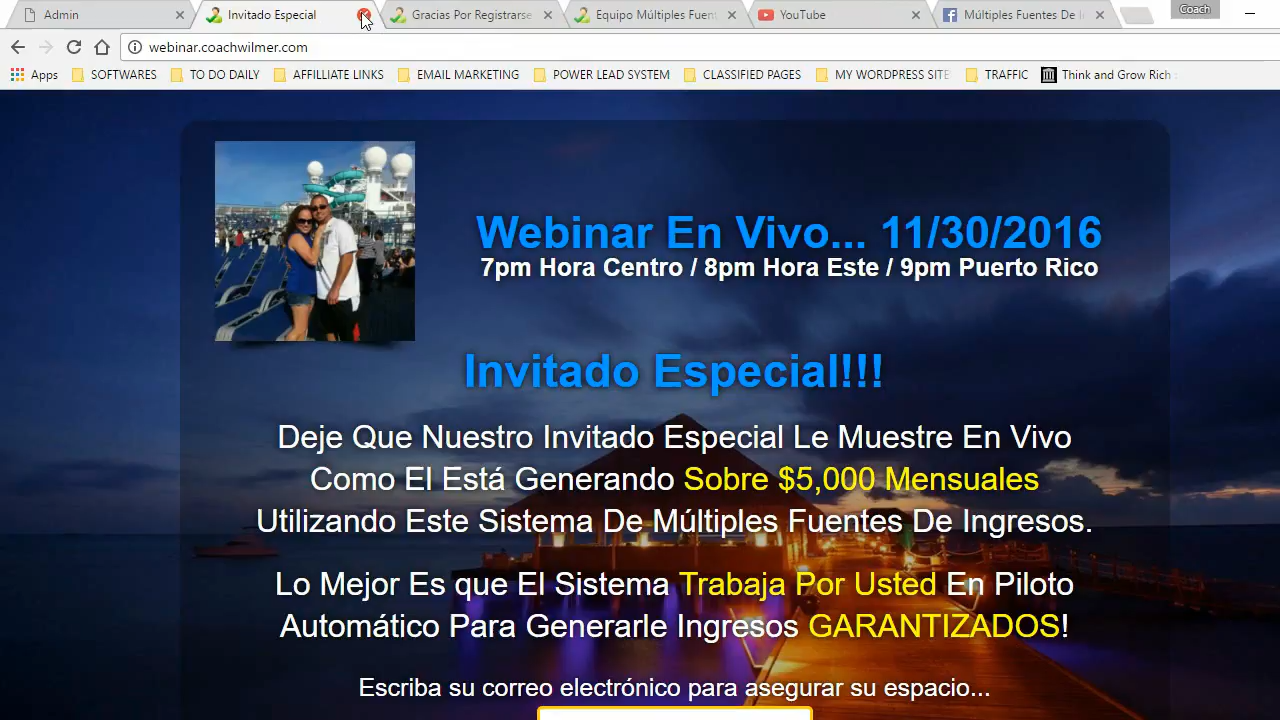 Admin
Invitado Especial
Gracias Por Registrarse
Equipo Múltiples Fuent
YouTube
Múltiples Fuentes De I
Coach
webinar.coachwilmer.com
Apps
SOFTWARES
TO DO DAILY
AFFILLIATE LINKS
EMAIL MARKETING
POWER LEAD SYSTEM
CLASSIFIED PAGES
MY WORDPRESS SITE
TRAFFIC
Think and Grow Rich :
Webinar En Vivo... 11/30/2016
7pm Hora Centro / 8pm Hora Este / 9pm Puerto Rico
Invitado Especial!!!
Deje Que Nuestro Invitado Especial Le Muestre En Vivo
Como El Está Generando Sobre $5,000 Mensuales
Utilizando Este Sistema De Múltiples Fuentes De Ingresos.
Lo Mejor Es que El Sistema Trabaja Por Usted En Piloto
Automático Para Generarle Ingresos GARANTIZADOS!
Escriba su correo electrónico para asegurar su espacio...